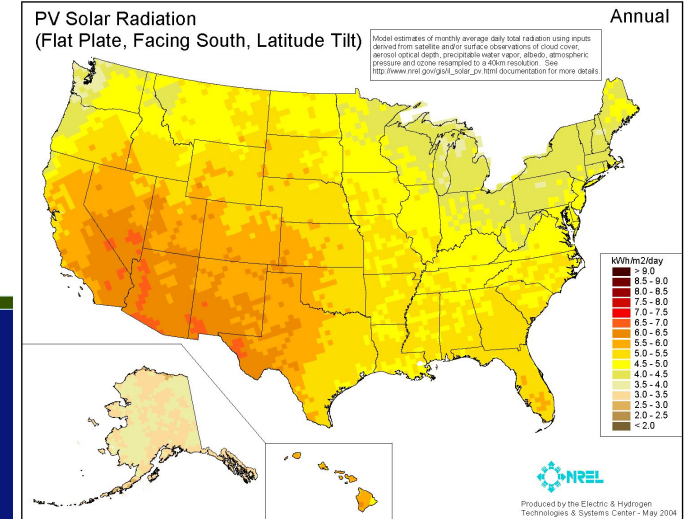 PV Solar Radiation
(Flat Plate, Facing South, Latitude Tilt)
Annual
Model estimates of monthly average daily total radiation using inputs
derived from satellite and/or surface observations of cloud cover,
aerosol optical depth, precipitable water vapor, albedo, atmospheric
pressure and ozone resampled to a 40km resolution. See
http://www.nrel.gov/gis/il_solar_pv.html documentation for more details.
kWh/m2/day
> 9.0
8.5 - 9.0
8.0 - 8.5
7.5 - 8.0
7.0 - 7.5
6.5 - 7.0
6.0 - 6.5
5.5 - 6.0
5.0 - 5.5
4.5 - 5.0
4.0 - 4.5
3.5 - 4.0
3.0 - 3.5
2.5 - 3.0
2.0 - 2.5
< 2.0
NREL
Produced by the Electric & Hydrogen
Technologies & Systems Center - May 2004